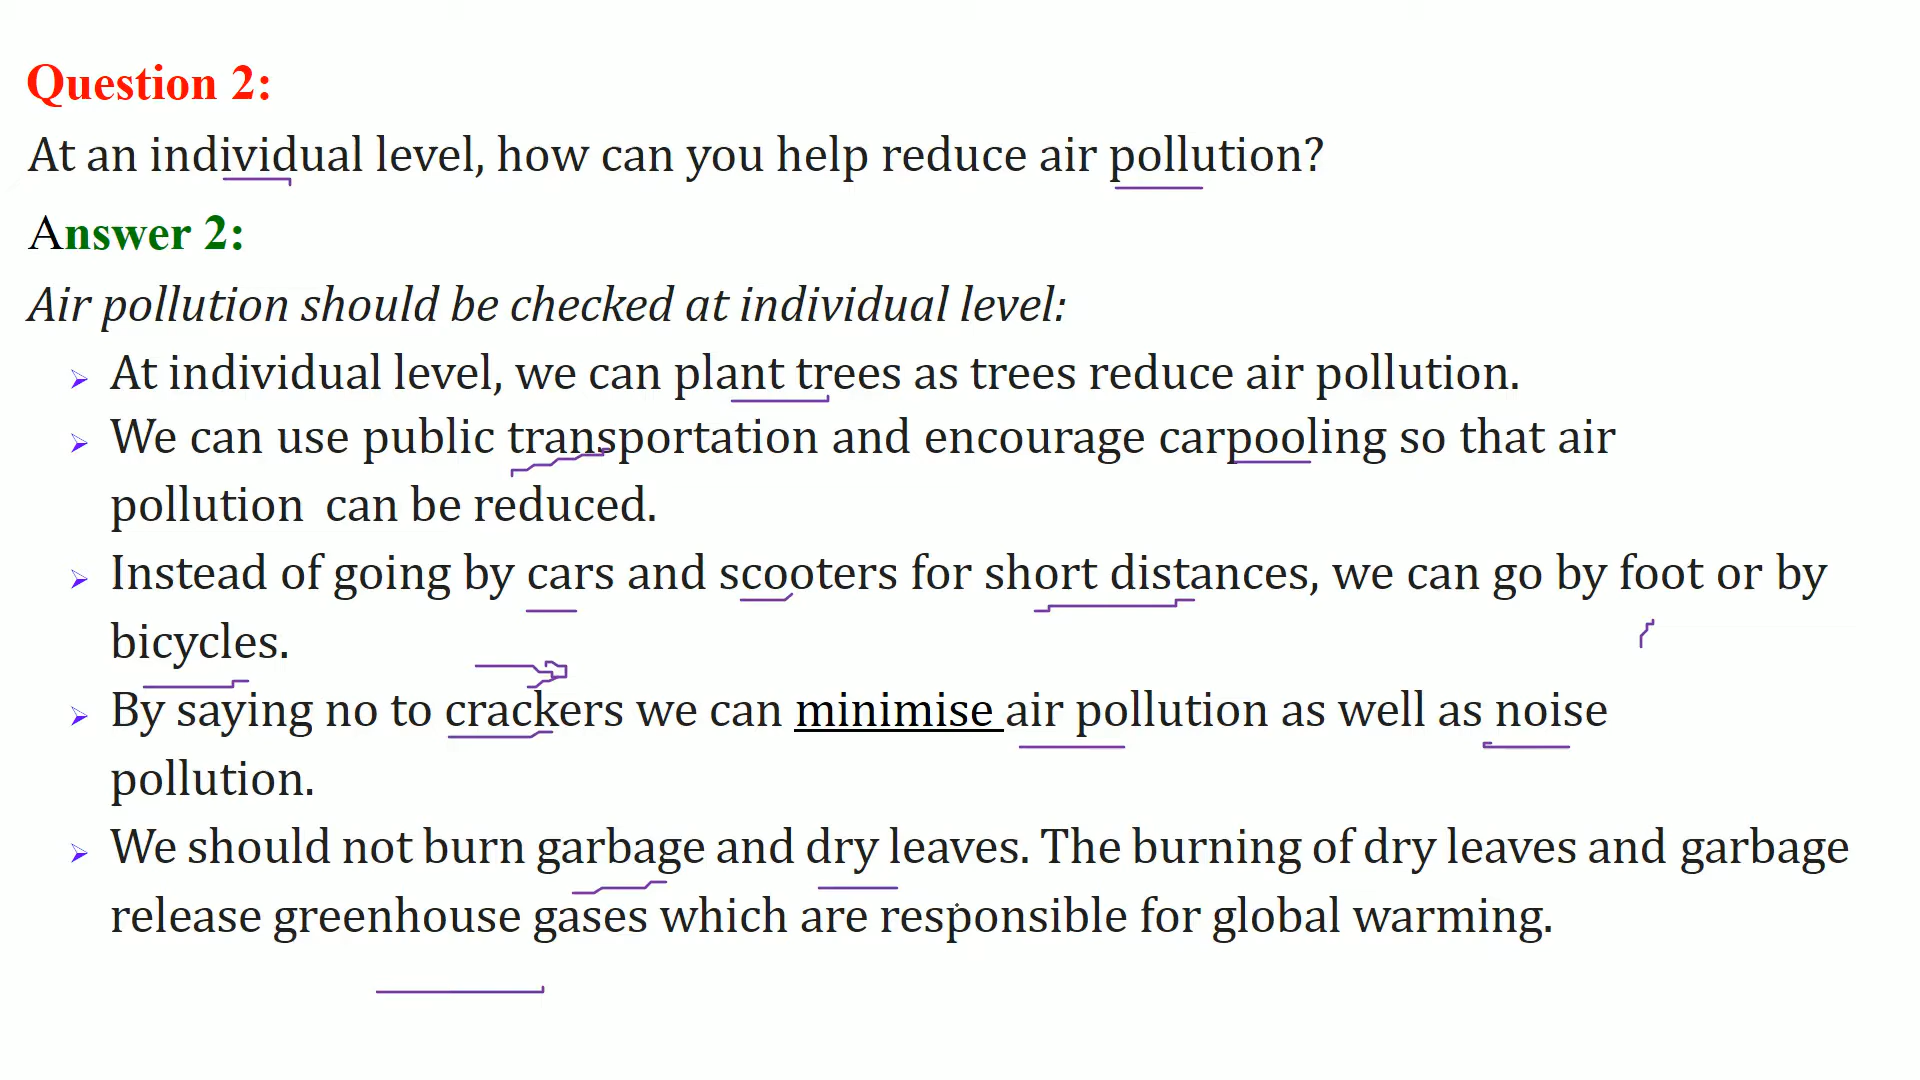 Question 2:
At an individual level, how can you help reduce air pollution?
Answer 2:
Air pollution should be checked at individual level:
➢ At individual level, we can plant trees as trees reduce air pollution.
➢ We can use public transportation and encourage carpooling so that air
pollution  can be reduced.
➢ Instead of going by cars and scooters for short distances, we can go by foot or by
bicycles.
➢ By saying no to crackers we can minimise air pollution as well as noise
pollution.
➢ We should not burn garbage and dry leaves. The burning of dry leaves and garbage
release greenhouse gases which are responsible for global warming.